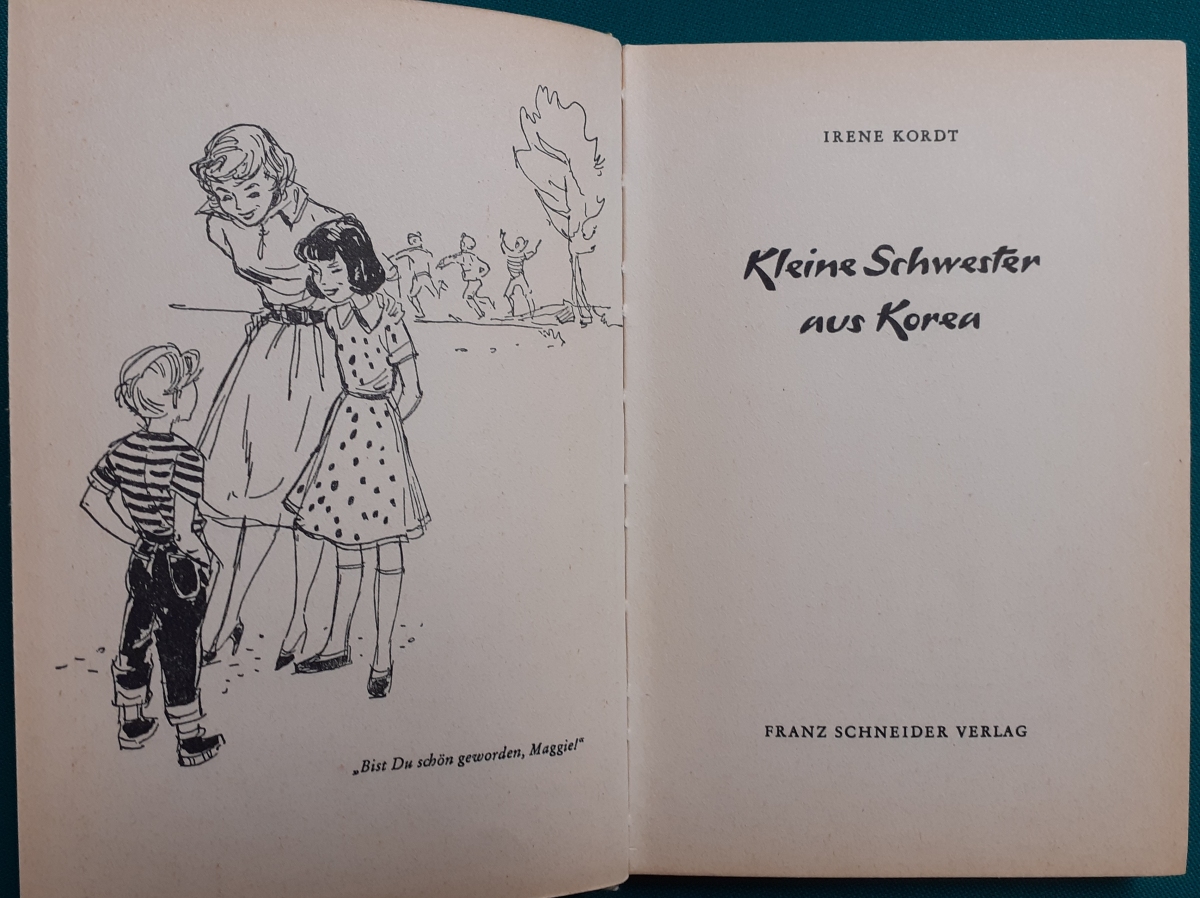 „Bist Du schön geworden, Maggie!“
IRENE KORDT
Kleine Schwester
aus Korea
FRANZ SCHNEIDER VERLAG